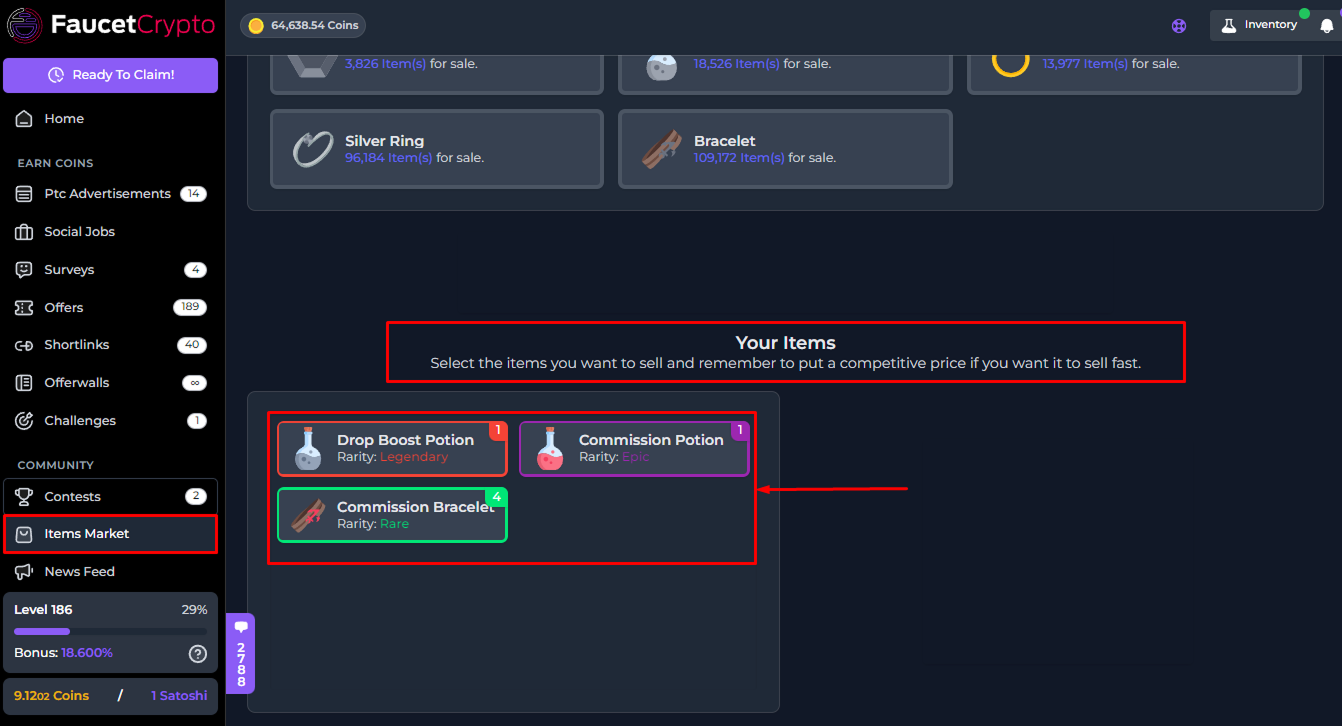 FaucetCrypto
64,638.54 Coins
Inventory
Ready To Claim!
Home
EARN COINS
Ptc Advertisements 14
Social Jobs
Surveys 4
Offers 189
Shortlinks 40
Offerwalls ∞
Challenges 1
COMMUNITY
Contests 2
Items Market
News Feed
Level 186 29%
Bonus: 18.600%
?
9.1202 Coins / 1 Satoshi
2788
3,826 Item(s) for sale.
18,526 Item(s) for sale.
13,977 Item(s) for sale.
Silver Ring
96,184 Item(s) for sale.
Bracelet
109,172 Item(s) for sale.
Your Items
Select the items you want to sell and remember to put a competitive price if you want it to sell fast.
Drop Boost Potion 1
Rarity: Legendary
Commission Potion 1
Rarity: Epic
Commission Bracelet 4
Rarity: Rare